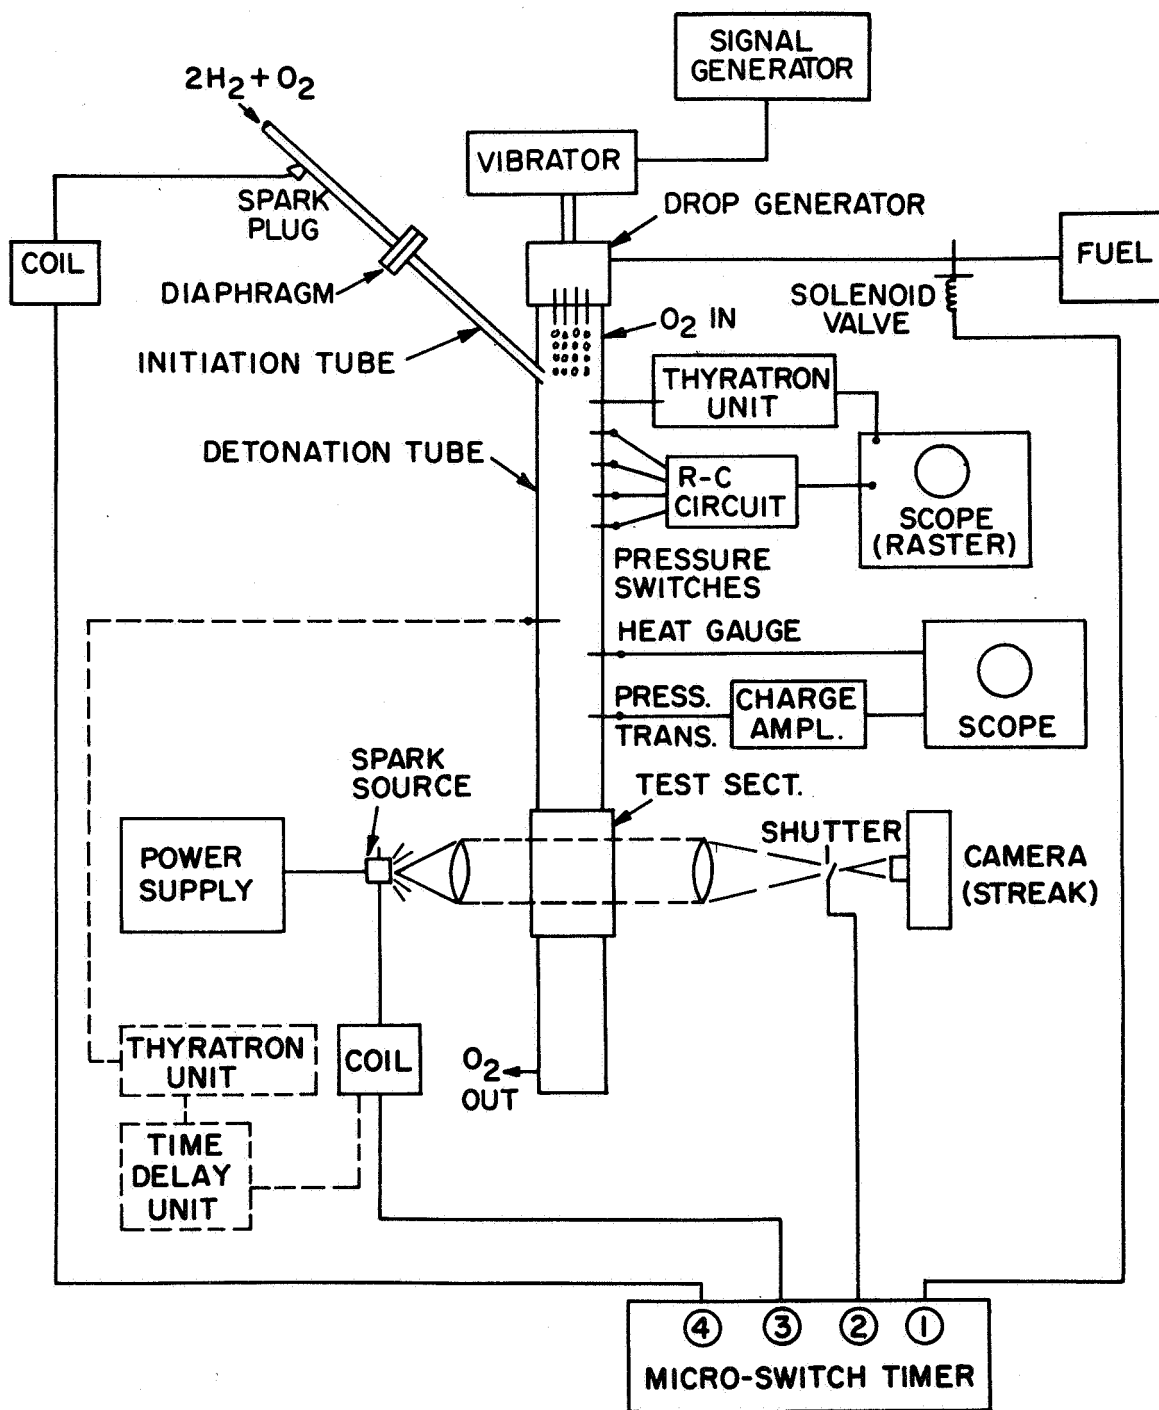 SIGNAL
GENERATOR
2H2 + O2
VIBRATOR
SPARK
PLUG
DROP GENERATOR
COIL
FUEL
DIAPHRAGM
SOLENOID
VALVE
O2 IN
INITIATION TUBE
THYRATRON
UNIT
DETONATION TUBE
R-C
CIRCUIT
SCOPE
(RASTER)
PRESSURE
SWITCHES
HEAT GAUGE
PRESS.
TRANS.
CHARGE
AMPL.
SCOPE
SPARK
SOURCE
TEST SECT.
SHUTTER
POWER
SUPPLY
CAMERA
(STREAK)
THYRATRON
UNIT
COIL
O2
OUT
TIME
DELAY
UNIT
4 3 2 1
MICRO-SWITCH TIMER